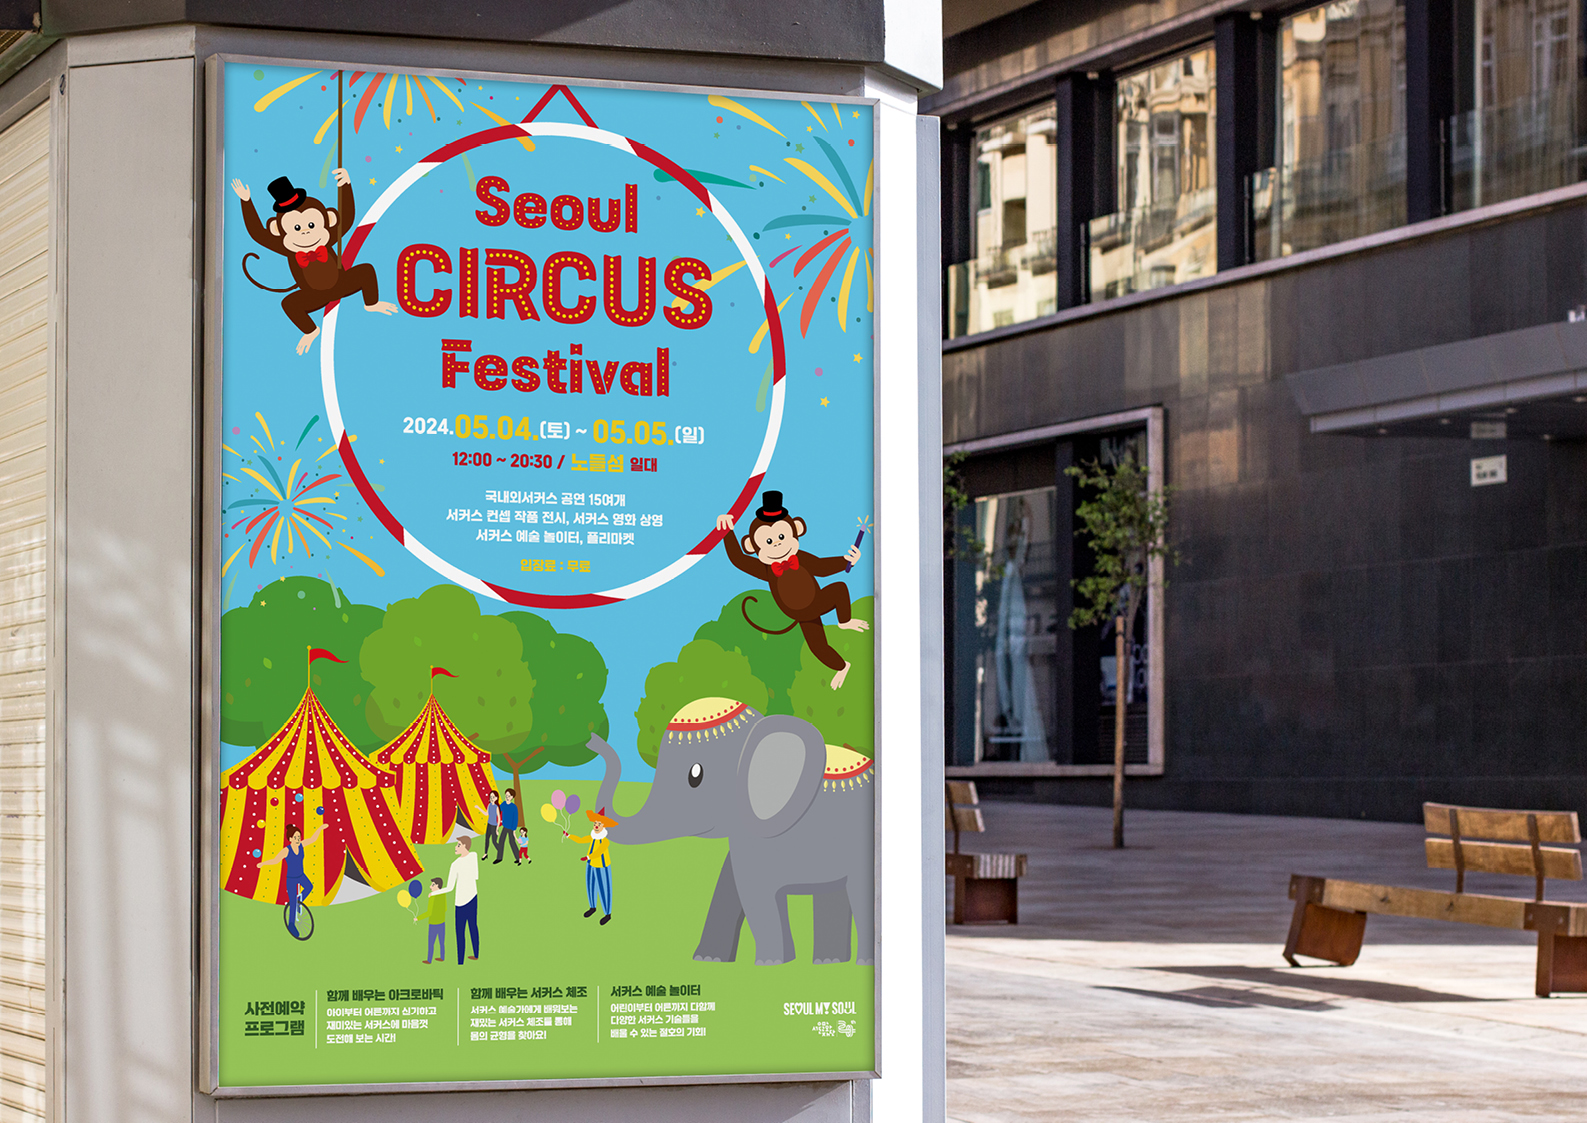 Seoul
CIRCUS
Festival
2024.05.04.(토) ~ 05.05.(일)
12:00 ~ 20:30 / 노들섬 일대
국내외서커스 공연 15여개
서커스 컨셉 작품 전시, 서커스 영화 상영
서커스 예술 놀이터, 플리마켓
입장료 : 무료
사전예약
프로그램
함께 배우는 아크로바틱
아이부터 어른까지 신기하고
재미있는 서커스에 마음껏
도전해 보는 시간!
함께 배우는 서커스 체조
서커스 예술가에게 배워보는
재밌는 서커스 체조를 통해
몸의 균형을 찾아요!
서커스 예술 놀이터
어린이부터 어른까지 다함께
다양한 서커스 기술들을
배울 수 있는 절호의 기회!
SEOUL MY SOUL